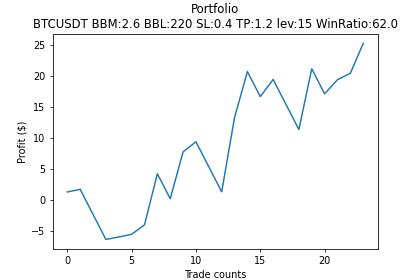 Portfolio
BTCUSDT BBM:2.6 BBL:220 SL:0.4 TP:1.2 lev:15 WinRatio:62.0
25
20
15
10
5
0
−5
Profit ($)
0 5 10 15 20
Trade counts